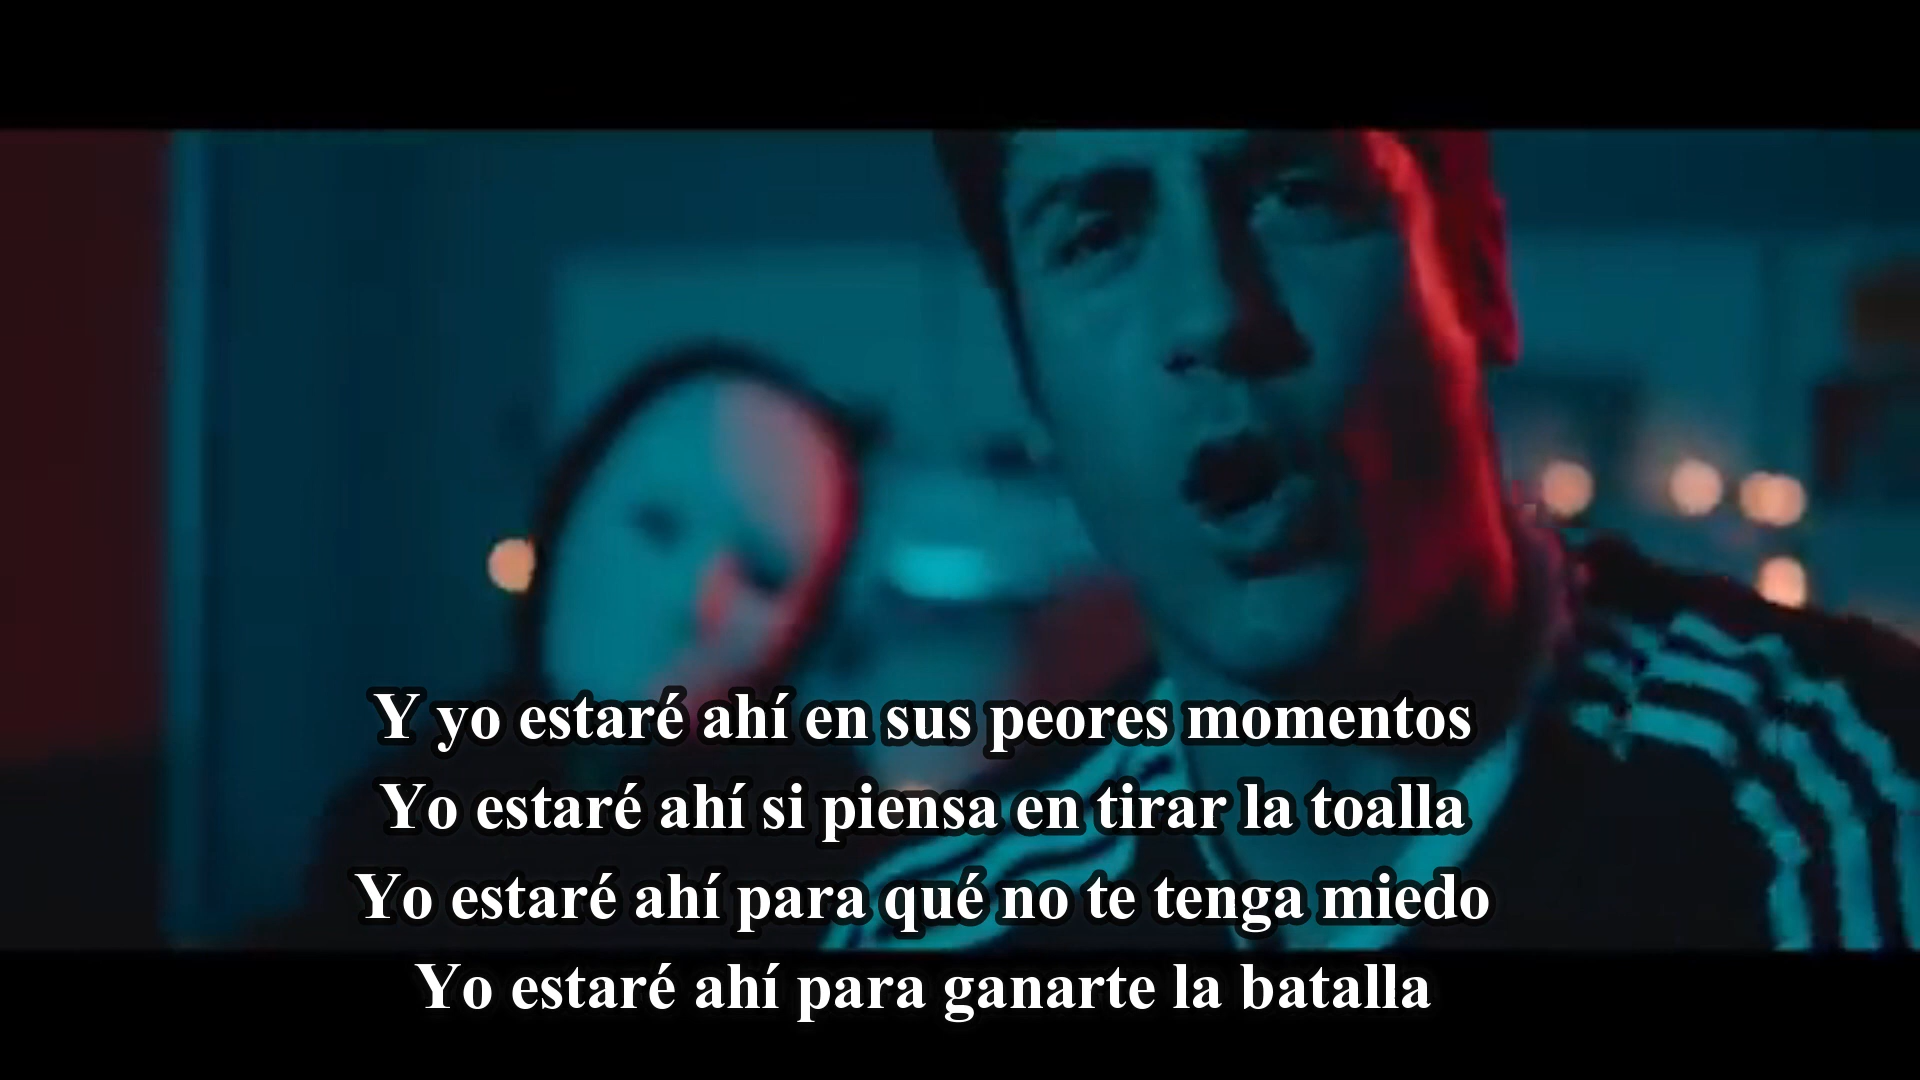 Y yo estaré ahí en sus peores momentos
Yo estaré ahí si piensa en tirar la toalla
Yo estaré ahí para qué no te tenga miedo
Yo estaré ahí para ganarte la batalla